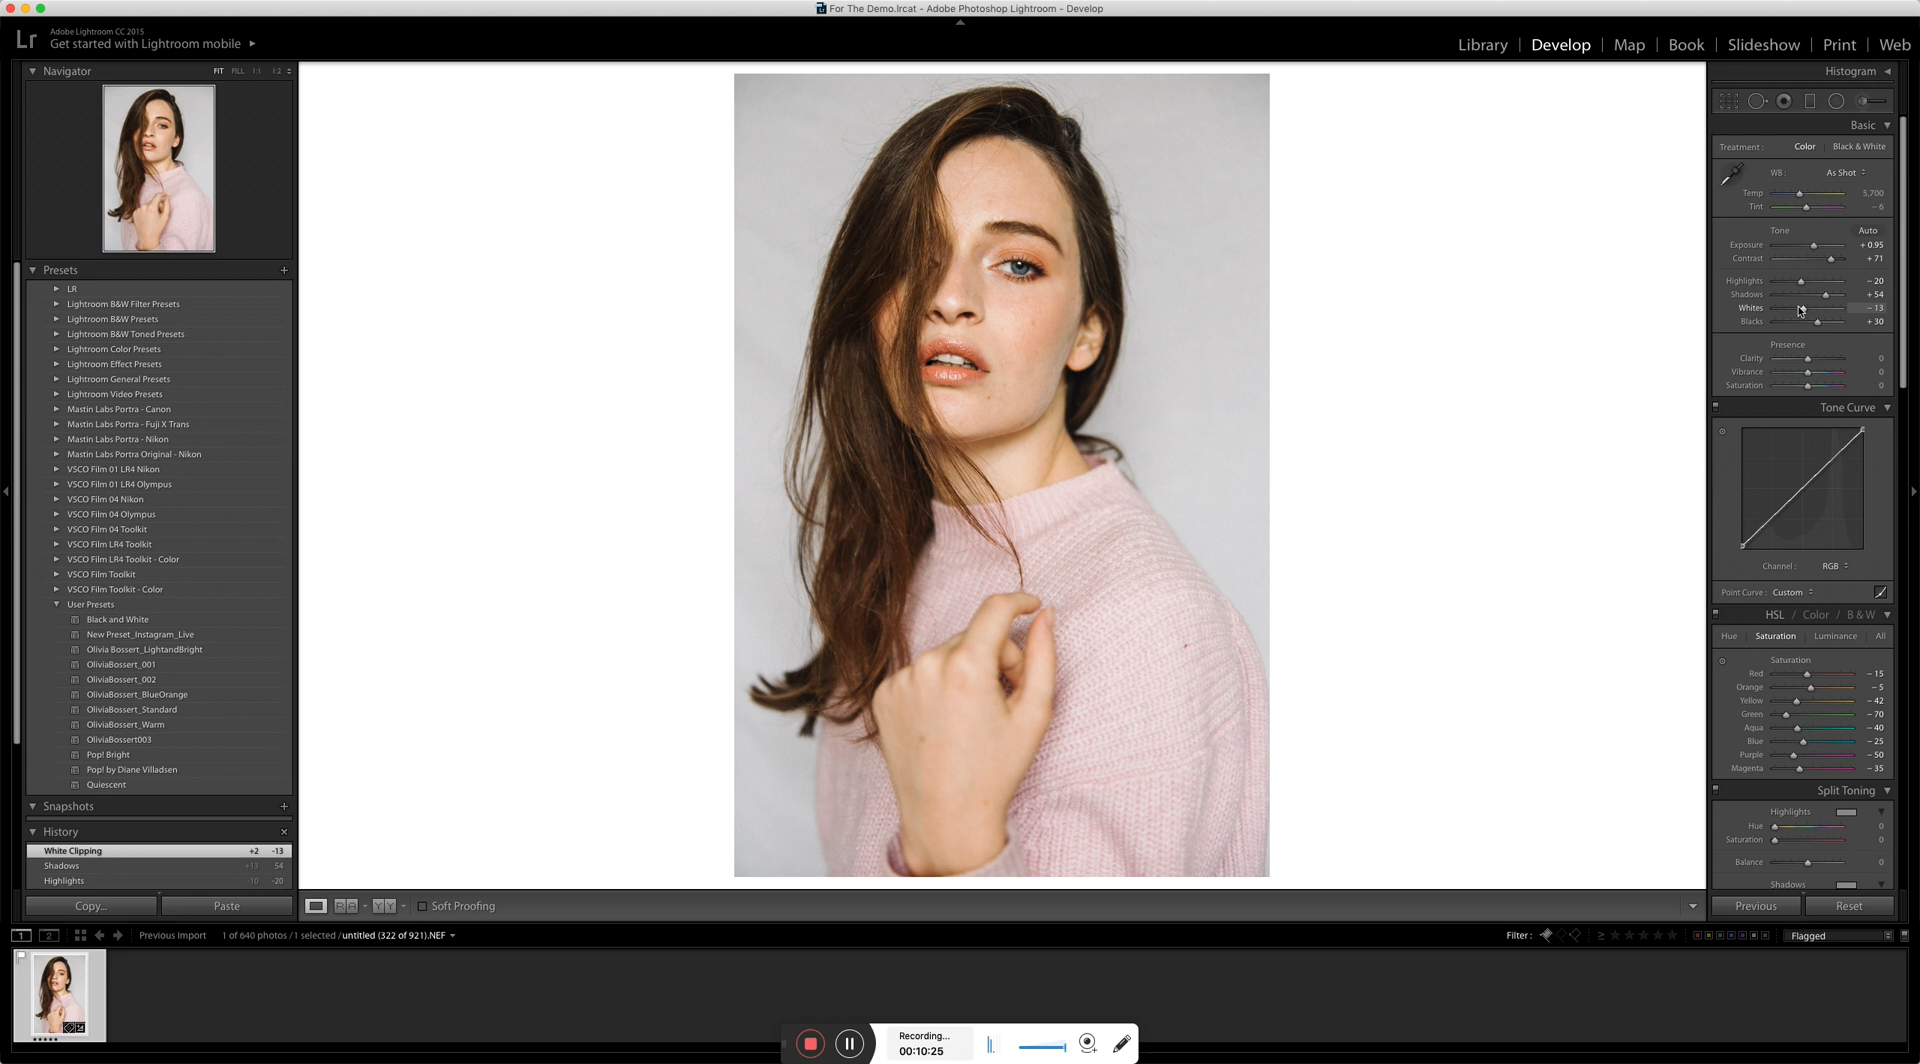 For The Demo.lrcat - Adobe Photoshop Lightroom - Develop
Lr
Adobe Lightroom CC 2015
Get started with Lightroom mobile
Library | Develop | Map | Book | Slideshow | Print | Web
Navigator FIT FILL 1:1 1:2
Presets +
LR
Lightroom B&W Filter Presets
Lightroom B&W Presets
Lightroom B&W Toned Presets
Lightroom Color Presets
Lightroom Effect Presets
Lightroom General Presets
Lightroom Video Presets
Mastin Labs Portra - Canon
Mastin Labs Portra - Fuji X Trans
Mastin Labs Portra - Nikon
Mastin Labs Portra Original - Nikon
VSCO Film 01 LR4 Nikon
VSCO Film 01 LR4 Olympus
VSCO Film 04 Nikon
VSCO Film 04 Olympus
VSCO Film 04 Toolkit
VSCO Film LR4 Toolkit
VSCO Film LR4 Toolkit - Color
VSCO Film Toolkit
VSCO Film Toolkit - Color
User Presets
Black and White
New Preset_Instagram_Live
Olivia Bossert_LightandBright
OliviaBossert_001
OliviaBossert_002
OliviaBossert_BlueOrange
OliviaBossert_Standard
OliviaBossert_Warm
OliviaBossert003
Pop! Bright
Pop! by Diane Villadsen
Quiescent
Snapshots +
History ×
White Clipping +2 -13
Shadows +13 54
Highlights -10 -20
Copy... Paste
Soft Proofing
Histogram
Basic
Treatment : Color | Black & White
WB : As Shot
Temp 5,700
Tint - 6
Tone Auto
Exposure + 0.95
Contrast + 71
Highlights - 20
Shadows + 54
Whites - 13
Blacks + 30
Presence
Clarity 0
Vibrance 0
Saturation 0
Tone Curve
Channel : RGB
Point Curve : Custom
HSL / Color / B & W
Hue Saturation Luminance All
Saturation
Red - 15
Orange - 5
Yellow - 42
Green - 70
Aqua - 40
Blue - 25
Purple - 50
Magenta - 35
Split Toning
Highlights
Hue 0
Saturation 0
Balance 0
Shadows
Previous Reset
1 2 Previous Import 1 of 640 photos / 1 selected / untitled (322 of 921).NEF
Filter : ≥ Flagged
Recording...
00:10:25